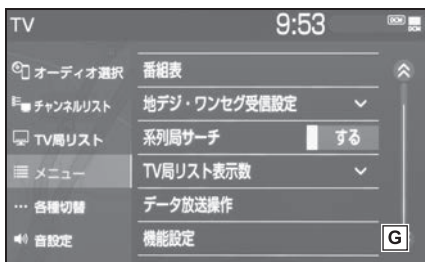 TV
9:53
DCM
DCM
オーディオ選択
番組表
チャンネルリスト
地デジ・ワンセグ受信設定
TV局リスト
系列局サーチ
する
メニュー
TV局リスト表示数
各種切替
データ放送操作
音設定
機能設定
G